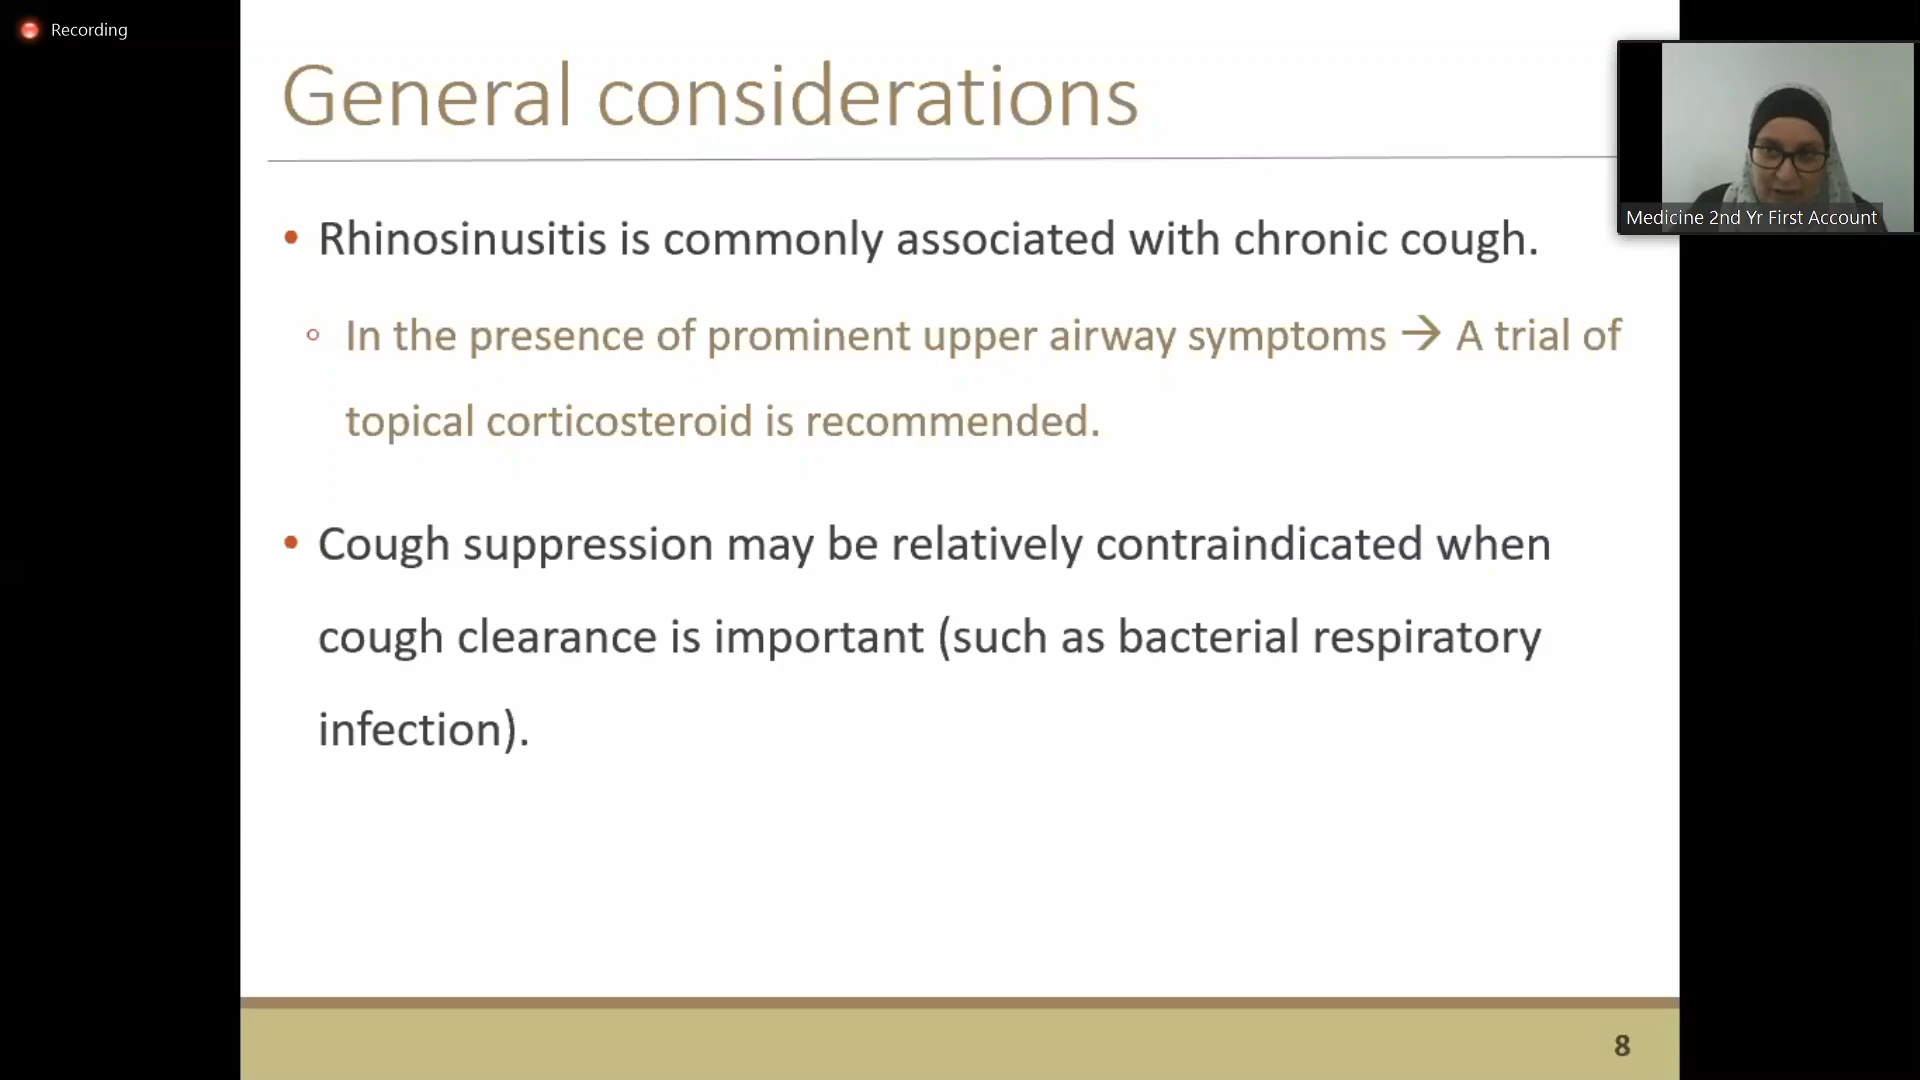 Recording
General considerations
Medicine 2nd Yr First Account
• Rhinosinusitis is commonly associated with chronic cough.
◦ In the presence of prominent upper airway symptoms → A trial of
topical corticosteroid is recommended.
• Cough suppression may be relatively contraindicated when
cough clearance is important (such as bacterial respiratory
infection).
8